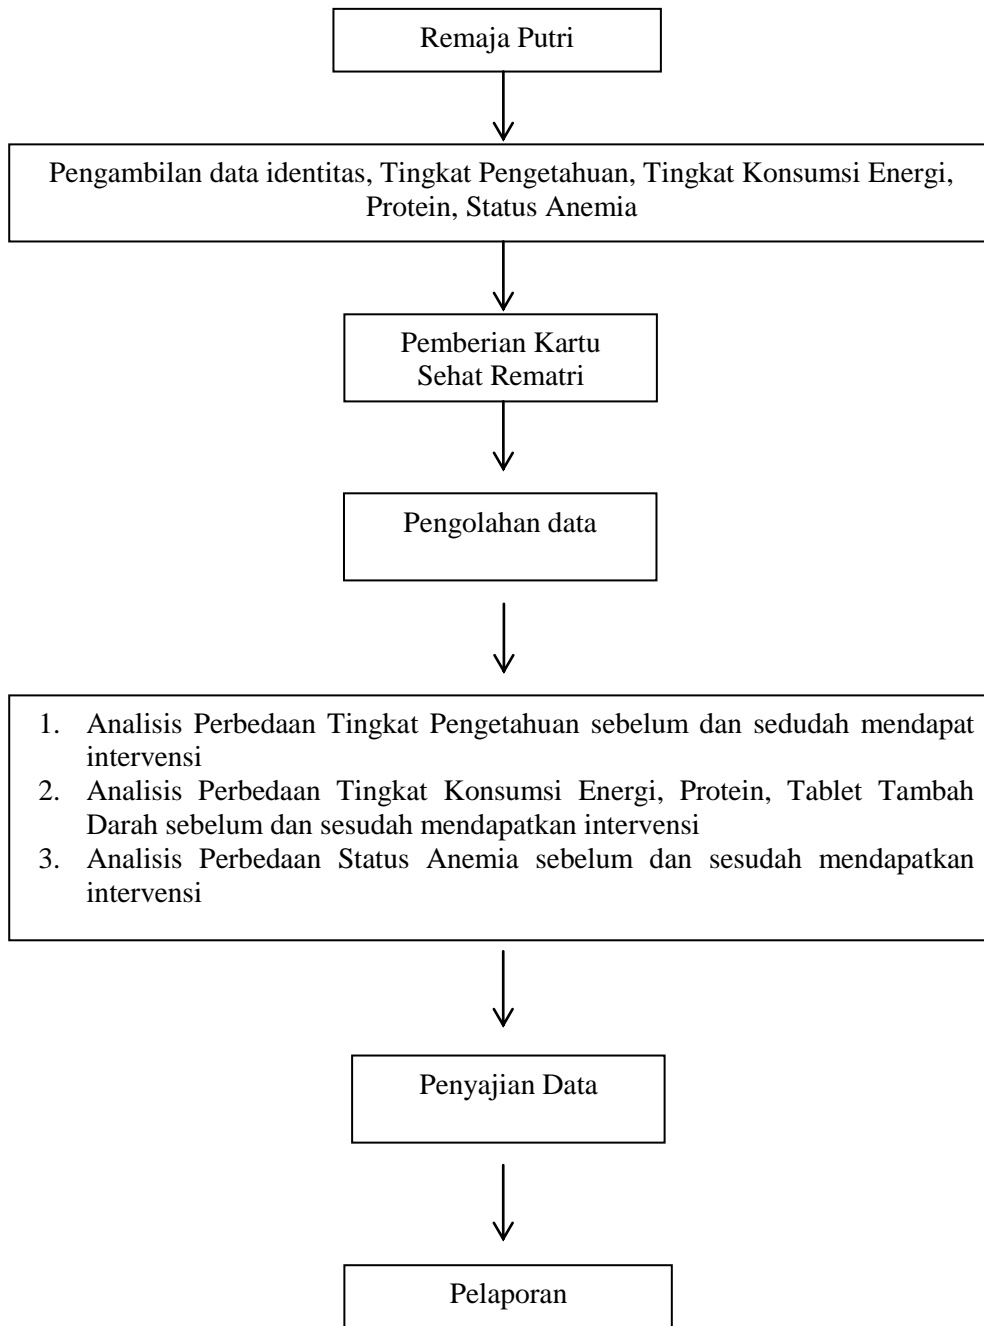 Remaja Putri
Pengambilan data identitas, Tingkat Pengetahuan, Tingkat Konsumsi Energi,
Protein, Status Anemia
Pemberian Kartu
Sehat Rematri
Pengolahan data
1. Analisis Perbedaan Tingkat Pengetahuan sebelum dan sedudah mendapat
intervensi
2. Analisis Perbedaan Tingkat Konsumsi Energi, Protein, Tablet Tambah
Darah sebelum dan sesudah mendapatkan intervensi
3. Analisis Perbedaan Status Anemia sebelum dan sesudah mendapatkan
intervensi
Penyajian Data
Pelaporan